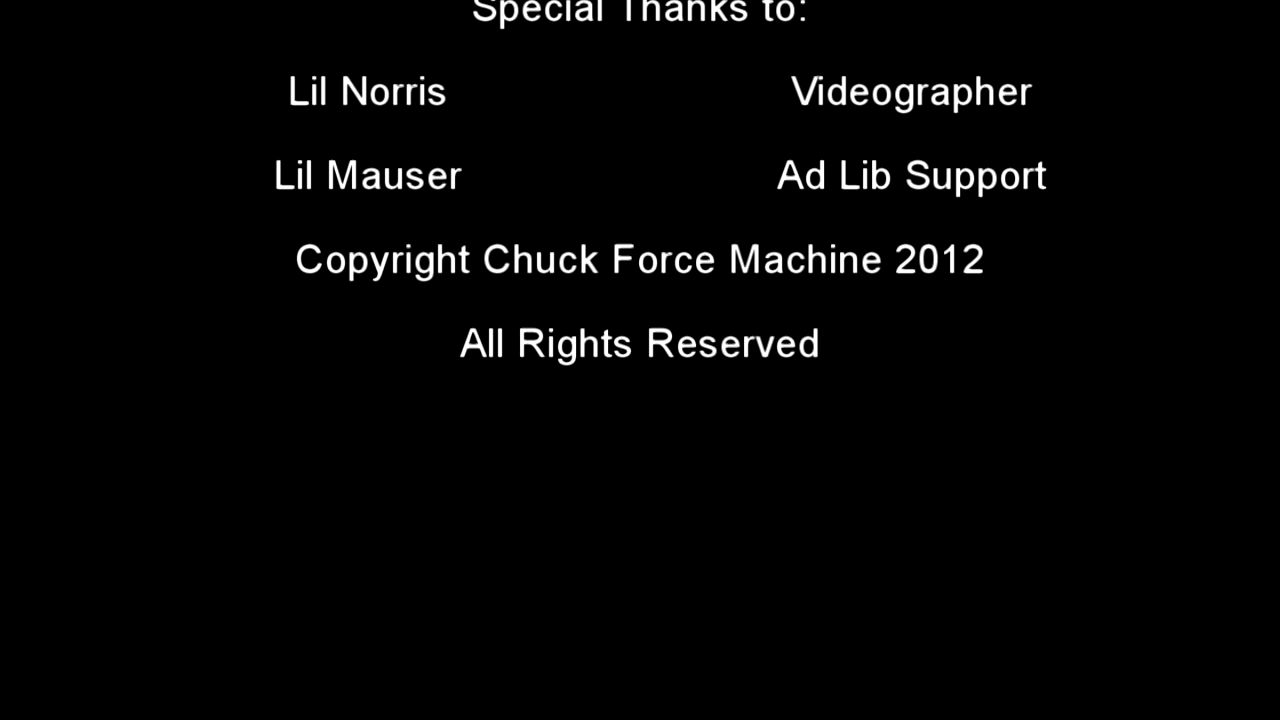 Special Thanks to:
Lil Norris Videographer
Lil Mauser Ad Lib Support
Copyright Chuck Force Machine 2012
All Rights Reserved